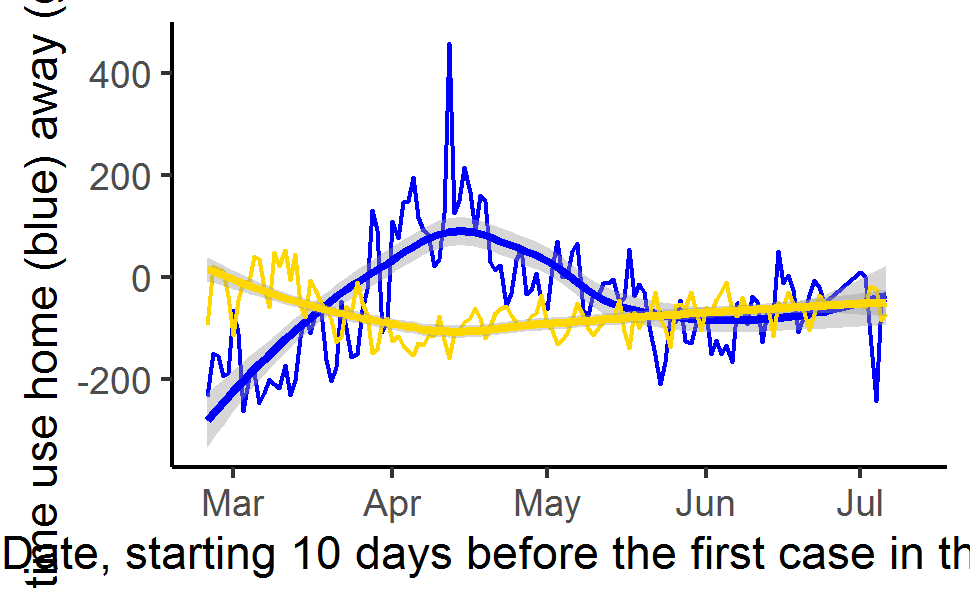 time use home (blue) away (g
400
200
0
-200
Mar Apr May Jun Jul
Date, starting 10 days before the first case in th